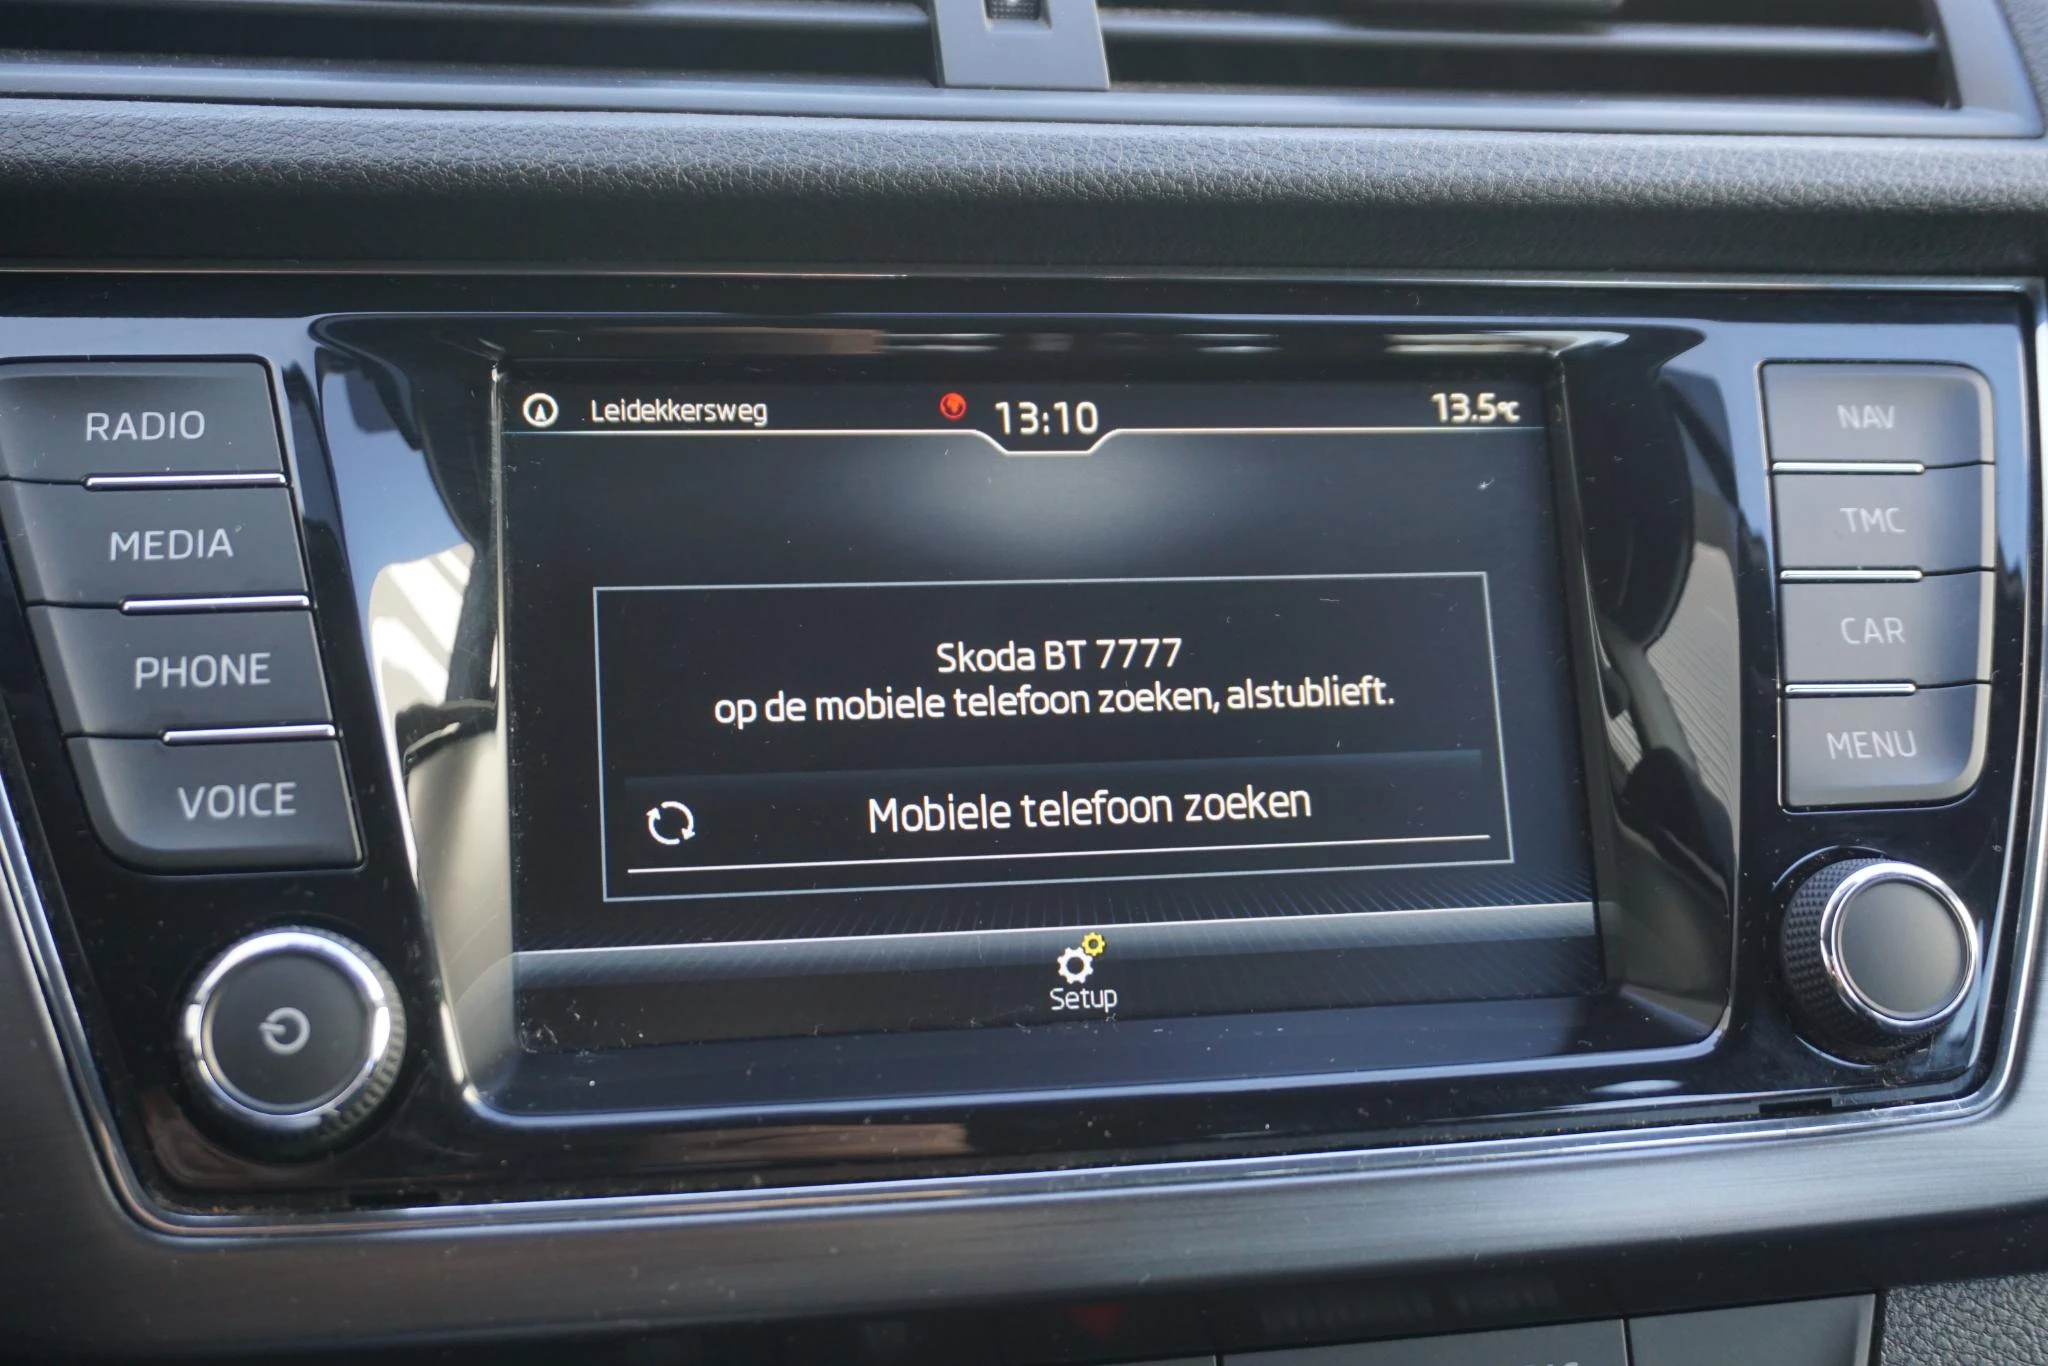 Leidekkersweg 13:10 13.5°C
RADIO
MEDIA
PHONE
VOICE
Skoda BT 7777
op de mobiele telefoon zoeken, alstublieft.
Mobiele telefoon zoeken
Setup
NAV
TMC
CAR
MENU